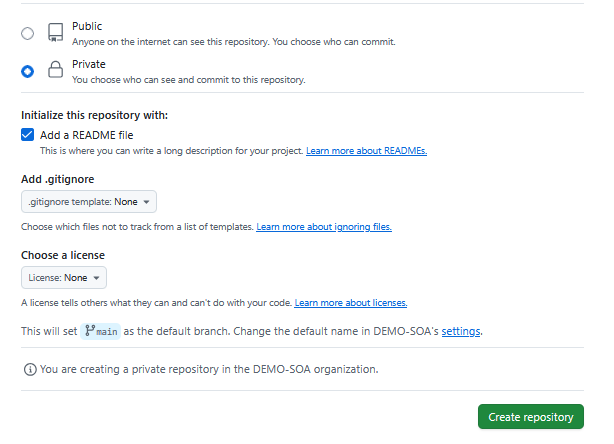 Public
Anyone on the internet can see this repository. You choose who can commit.
Private
You choose who can see and commit to this repository.
Initialize this repository with:
Add a README file
This is where you can write a long description for your project. Learn more about READMEs.
Add .gitignore
.gitignore template: None
Choose which files not to track from a list of templates. Learn more about ignoring files.
Choose a license
License: None
A license tells others what they can and can't do with your code. Learn more about licenses.
This will set main as the default branch. Change the default name in DEMO-SOA's settings.
You are creating a private repository in the DEMO-SOA organization.
Create repository